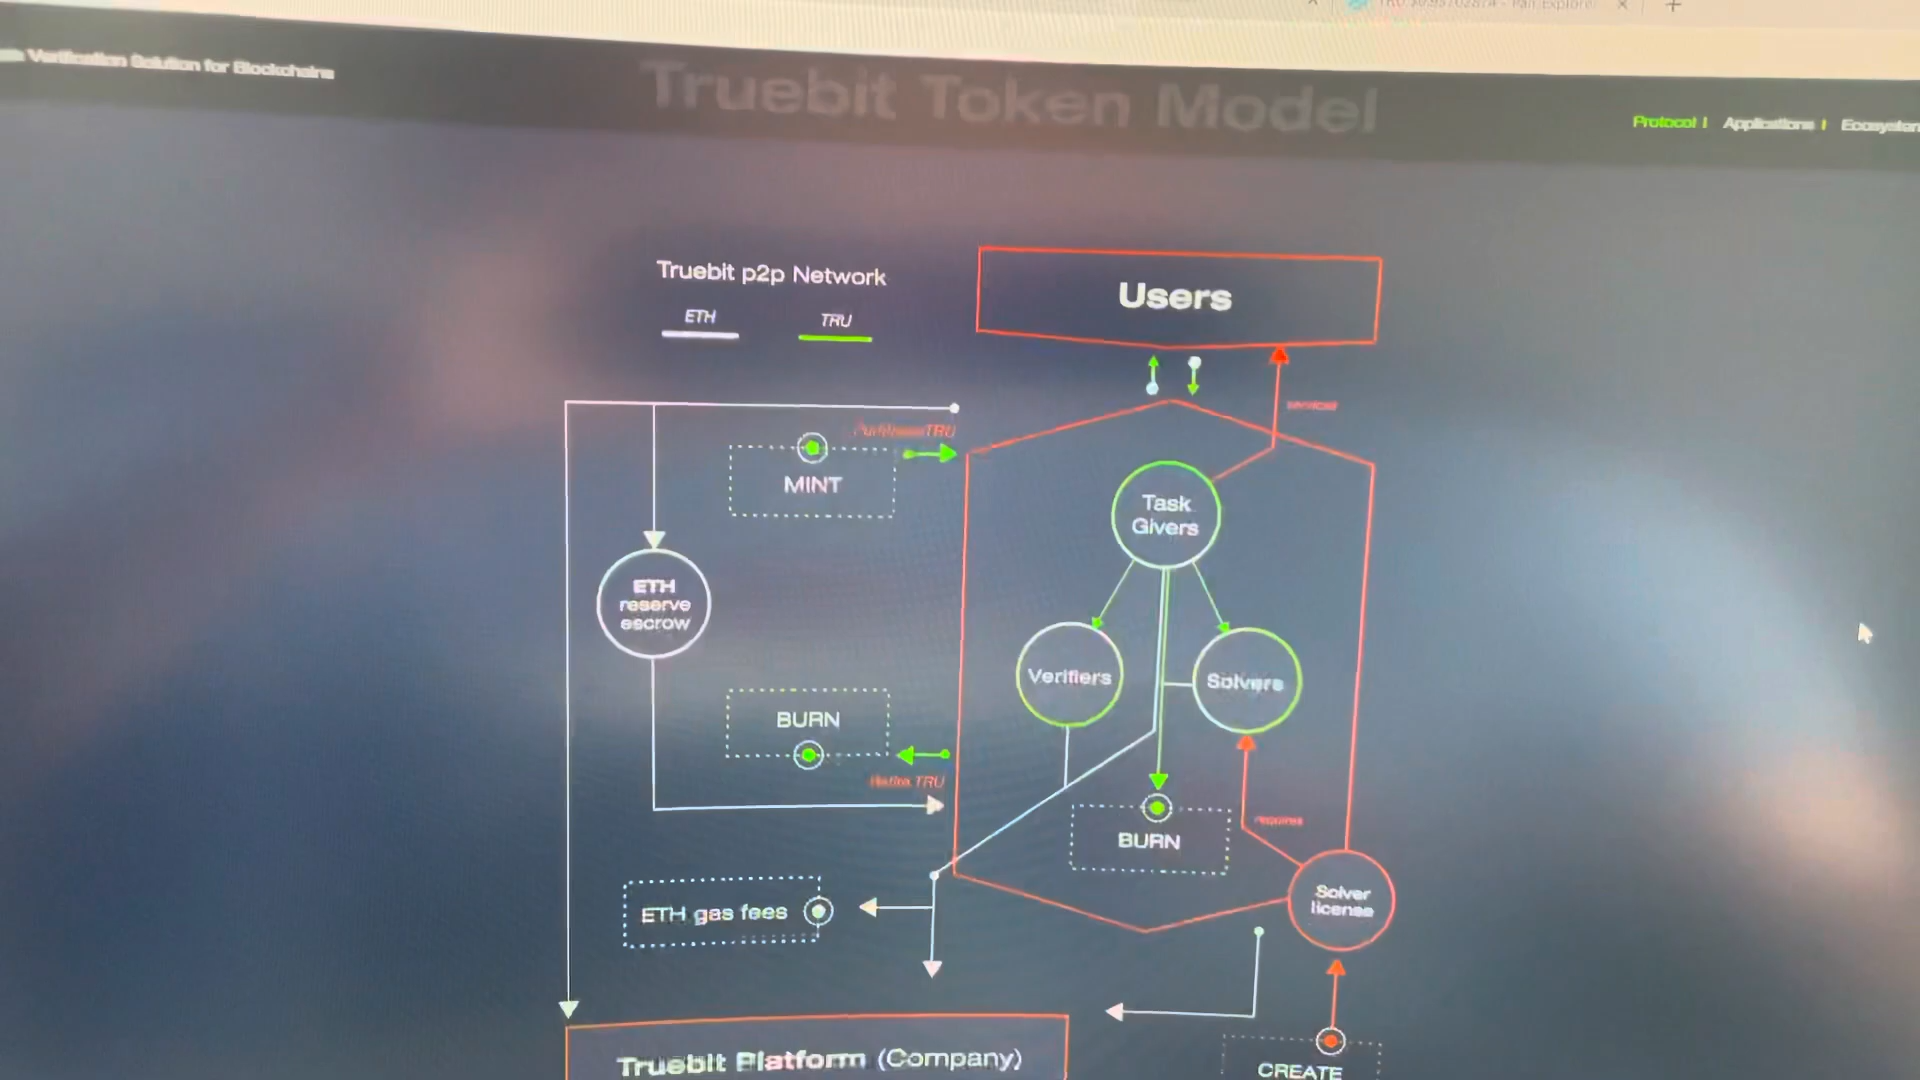 Verification Solution for Blockchains
Truebit Token Model
Protocol | Applications | Ecosystem
Truebit p2p Network
ETH
TRU
Users
services
Purchase TRU
MINT
Task
Givers
ETH
reserve
escrow
Verifiers
Solvers
BURN
Retire TRU
requires
BURN
Solver
license
ETH gas fees
Truebit Platform (Company)
CREATE